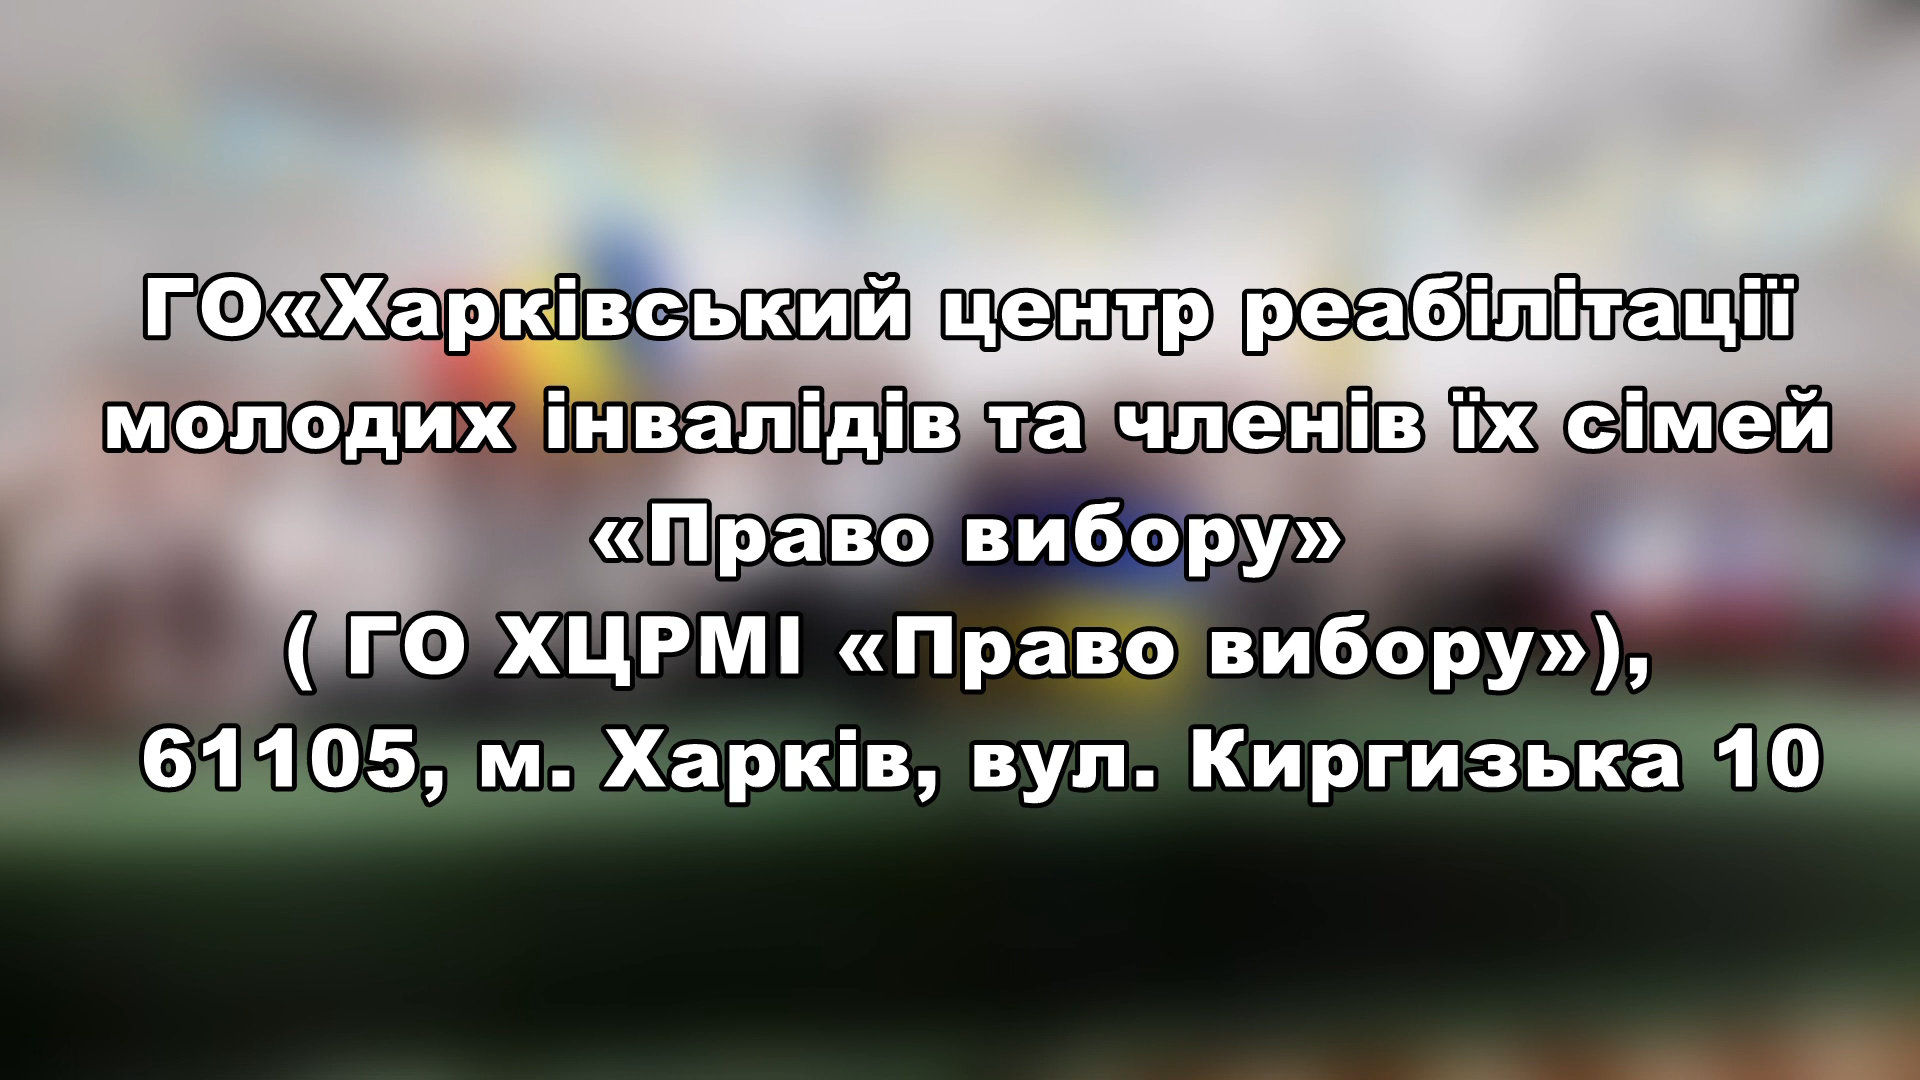 ГО«Харківський центр реабілітації
молодих інвалідів та членів їх сімей
«Право вибору»
( ГО ХЦРМІ «Право вибору»),
61105, м. Харків, вул. Киргизька 10